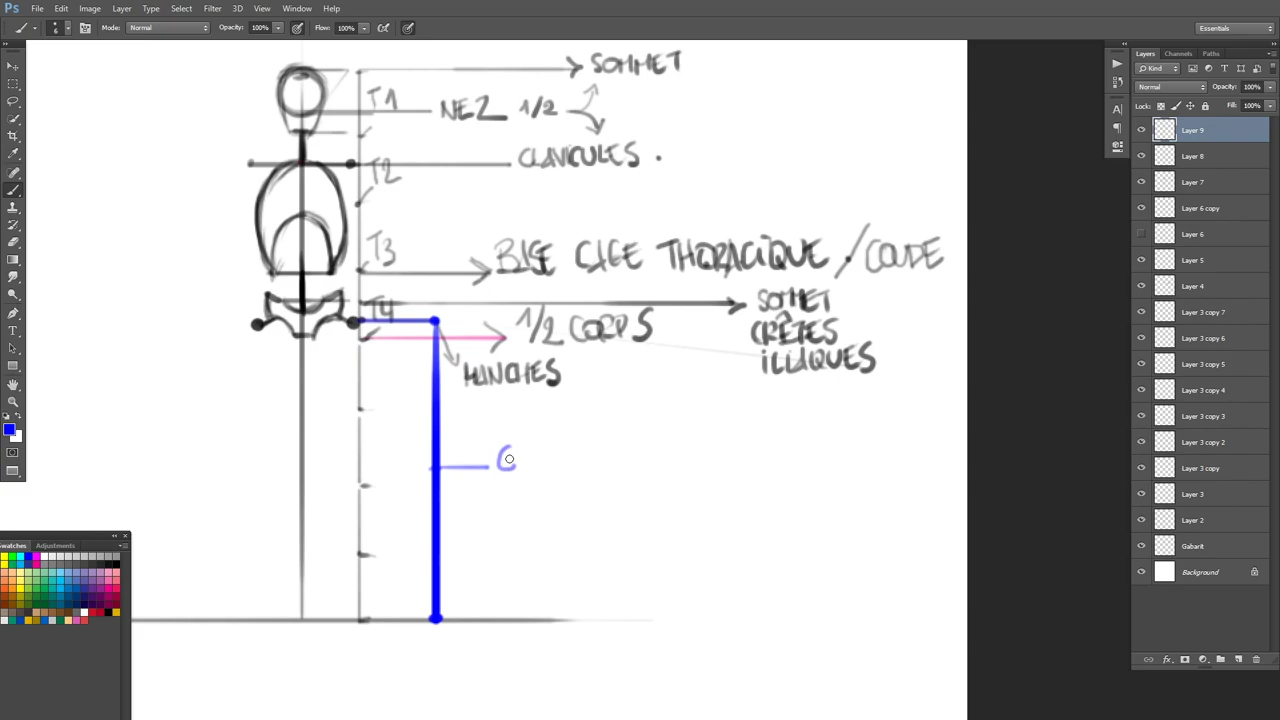 Ps File Edit Image Layer Type Select Filter 3D View Window Help
6 Mode: Normal Opacity: 100% Flow: 100% Essentials
SOMMET
T1 NEZ 1/2
CLAVICULES .
T2
T3 BASE CAGE THORACIQUE / COUDE
T4 SOMMET
1/2 CORPS CRÊTES
HANCHES ILLIAQUES
G
Swatches Adjustments
Layers Channels Paths
Kind
Normal Opacity: 100%
Lock: Fill: 100%
Layer 9
Layer 8
Layer 7
Layer 6 copy
Layer 6
Layer 5
Layer 4
Layer 3 copy 7
Layer 3 copy 6
Layer 3 copy 5
Layer 3 copy 4
Layer 3 copy 3
Layer 3 copy 2
Layer 3 copy
Layer 3
Layer 2
Gabarit
Background